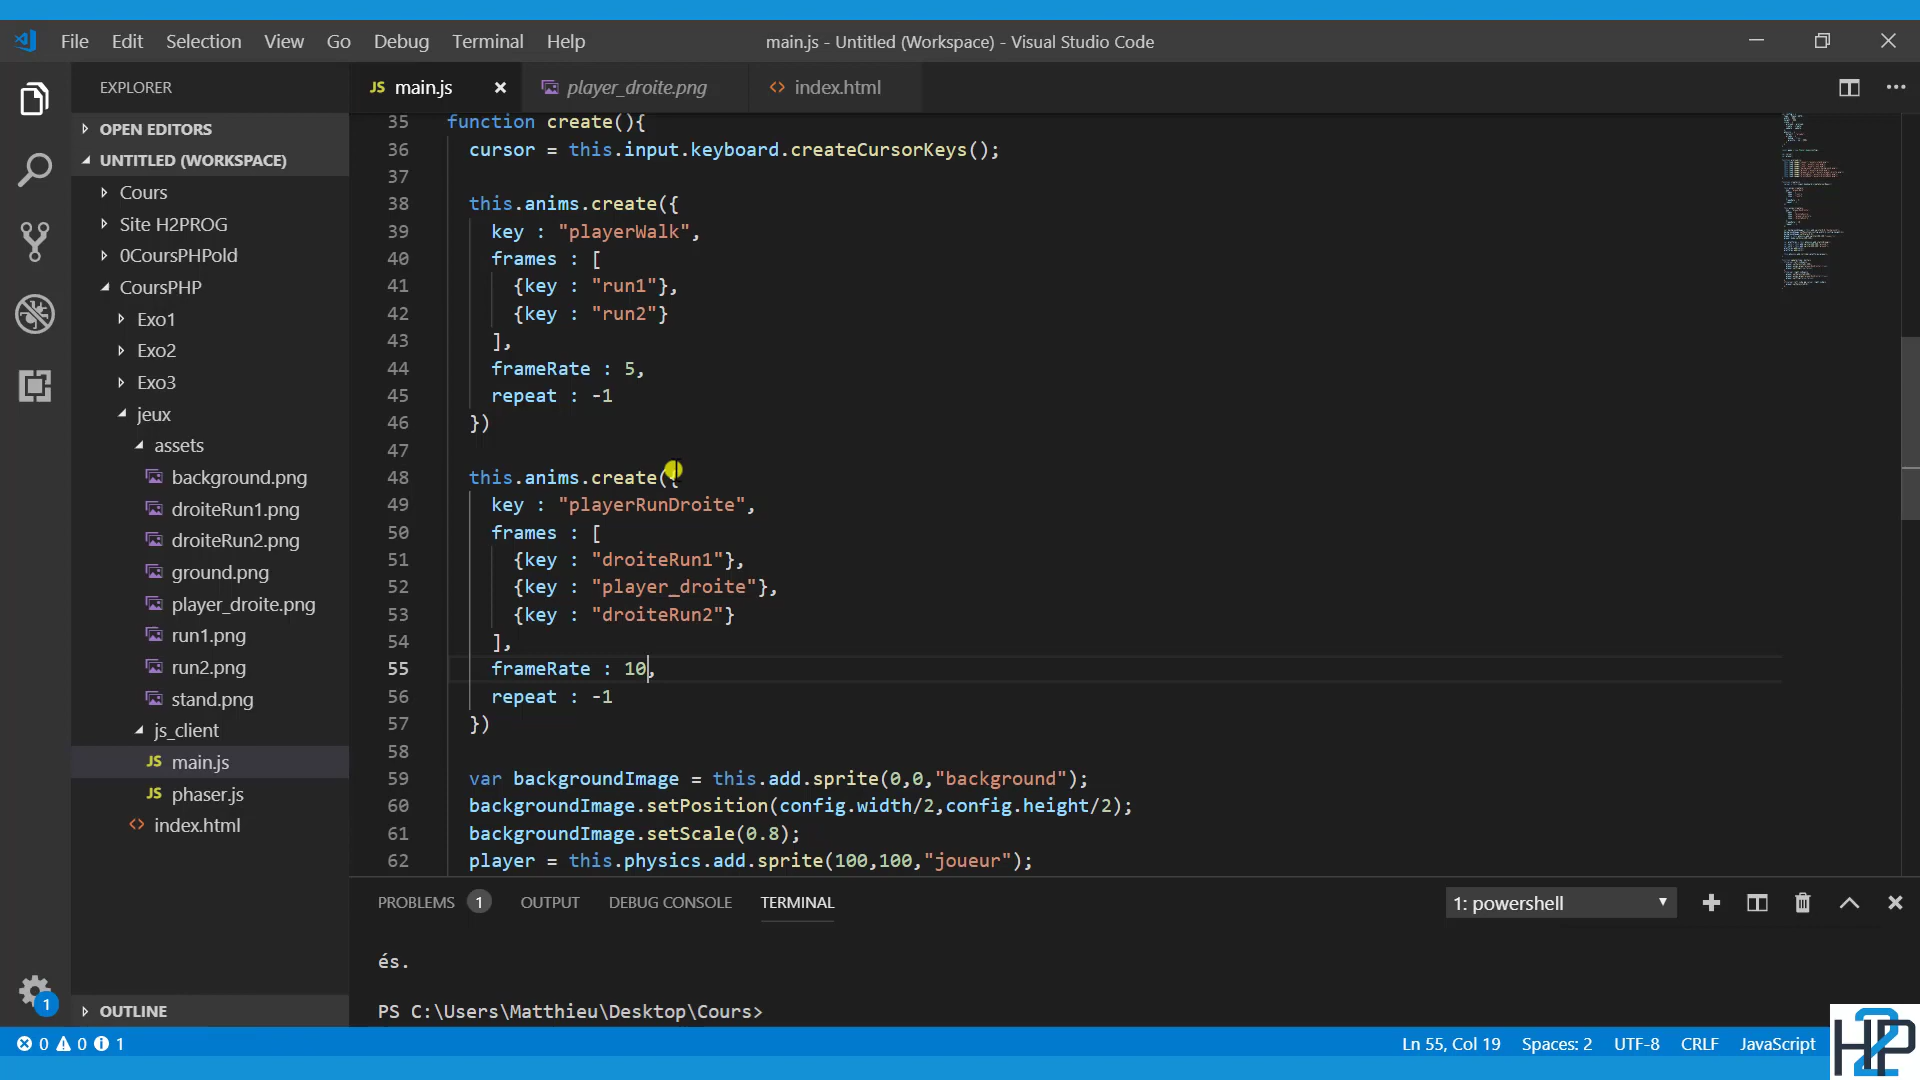 File Edit Selection View Go Debug Terminal Help
main.js - Untitled (Workspace) - Visual Studio Code
EXPLORER
OPEN EDITORS
UNTITLED (WORKSPACE)
Cours
Site H2PROG
0CoursPHPold
CoursPHP
Exo1
Exo2
Exo3
jeux
assets
background.png
droiteRun1.png
droiteRun2.png
ground.png
player_droite.png
run1.png
run2.png
stand.png
js_client
JS main.js
JS phaser.js
<> index.html
OUTLINE
1
JS main.js player_droite.png <> index.html
35 function create(){
36 cursor = this.input.keyboard.createCursorKeys();
37
38 this.anims.create({
39 key : "playerWalk",
40 frames : [
41 {key : "run1"},
42 {key : "run2"}
43 ],
44 frameRate : 5,
45 repeat : -1
46 })
47
48 this.anims.create({
49 key : "playerRunDroite",
50 frames : [
51 {key : "droiteRun1"},
52 {key : "player_droite"},
53 {key : "droiteRun2"}
54 ],
55 frameRate : 10,
56 repeat : -1
57 })
58
59 var backgroundImage = this.add.sprite(0,0,"background");
60 backgroundImage.setPosition(config.width/2,config.height/2);
61 backgroundImage.setScale(0.8);
62 player = this.physics.add.sprite(100,100,"joueur");
PROBLEMS 1 OUTPUT DEBUG CONSOLE TERMINAL
1: powershell
és.
PS C:\Users\Matthieu\Desktop\Cours>
0 0 1
Ln 55, Col 19 Spaces: 2 UTF-8 CRLF JavaScript
H2P